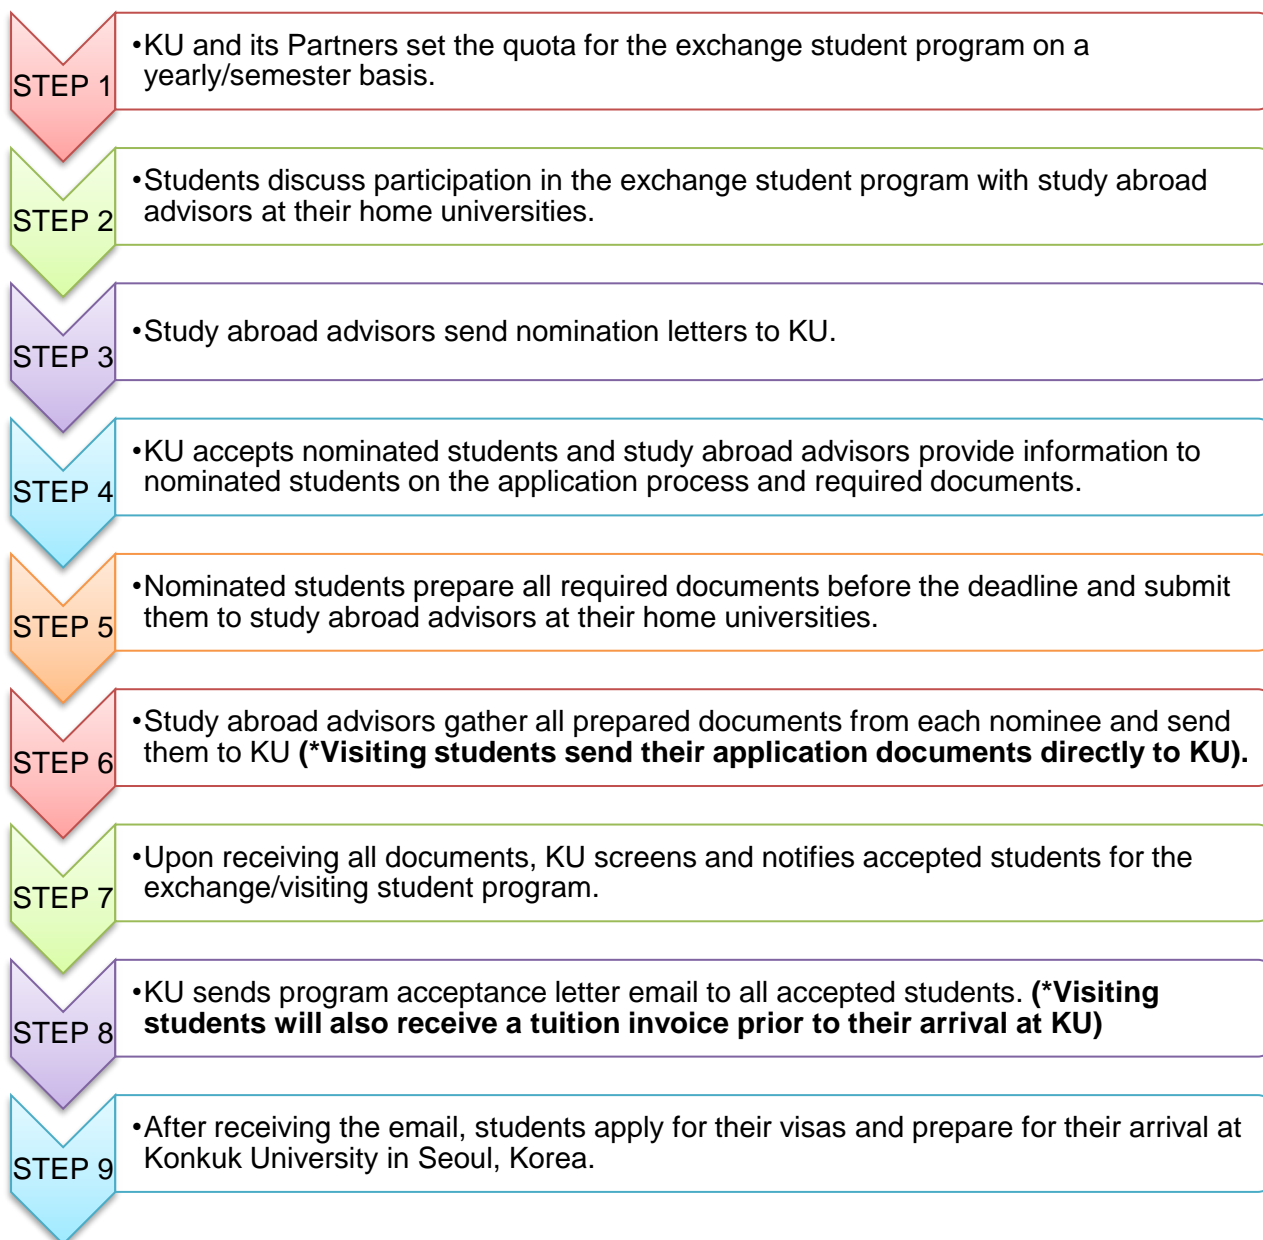 STEP 1
•KU and its Partners set the quota for the exchange student program on a
yearly/semester basis.
STEP 2
•Students discuss participation in the exchange student program with study abroad
advisors at their home universities.
STEP 3
•Study abroad advisors send nomination letters to KU.
STEP 4
•KU accepts nominated students and study abroad advisors provide information to
nominated students on the application process and required documents.
STEP 5
•Nominated students prepare all required documents before the deadline and submit
them to study abroad advisors at their home universities.
STEP 6
•Study abroad advisors gather all prepared documents from each nominee and send
them to KU (*Visiting students send their application documents directly to KU).
STEP 7
•Upon receiving all documents, KU screens and notifies accepted students for the
exchange/visiting student program.
STEP 8
•KU sends program acceptance letter email to all accepted students. (*Visiting
students will also receive a tuition invoice prior to their arrival at KU)
STEP 9
•After receiving the email, students apply for their visas and prepare for their arrival at
Konkuk University in Seoul, Korea.